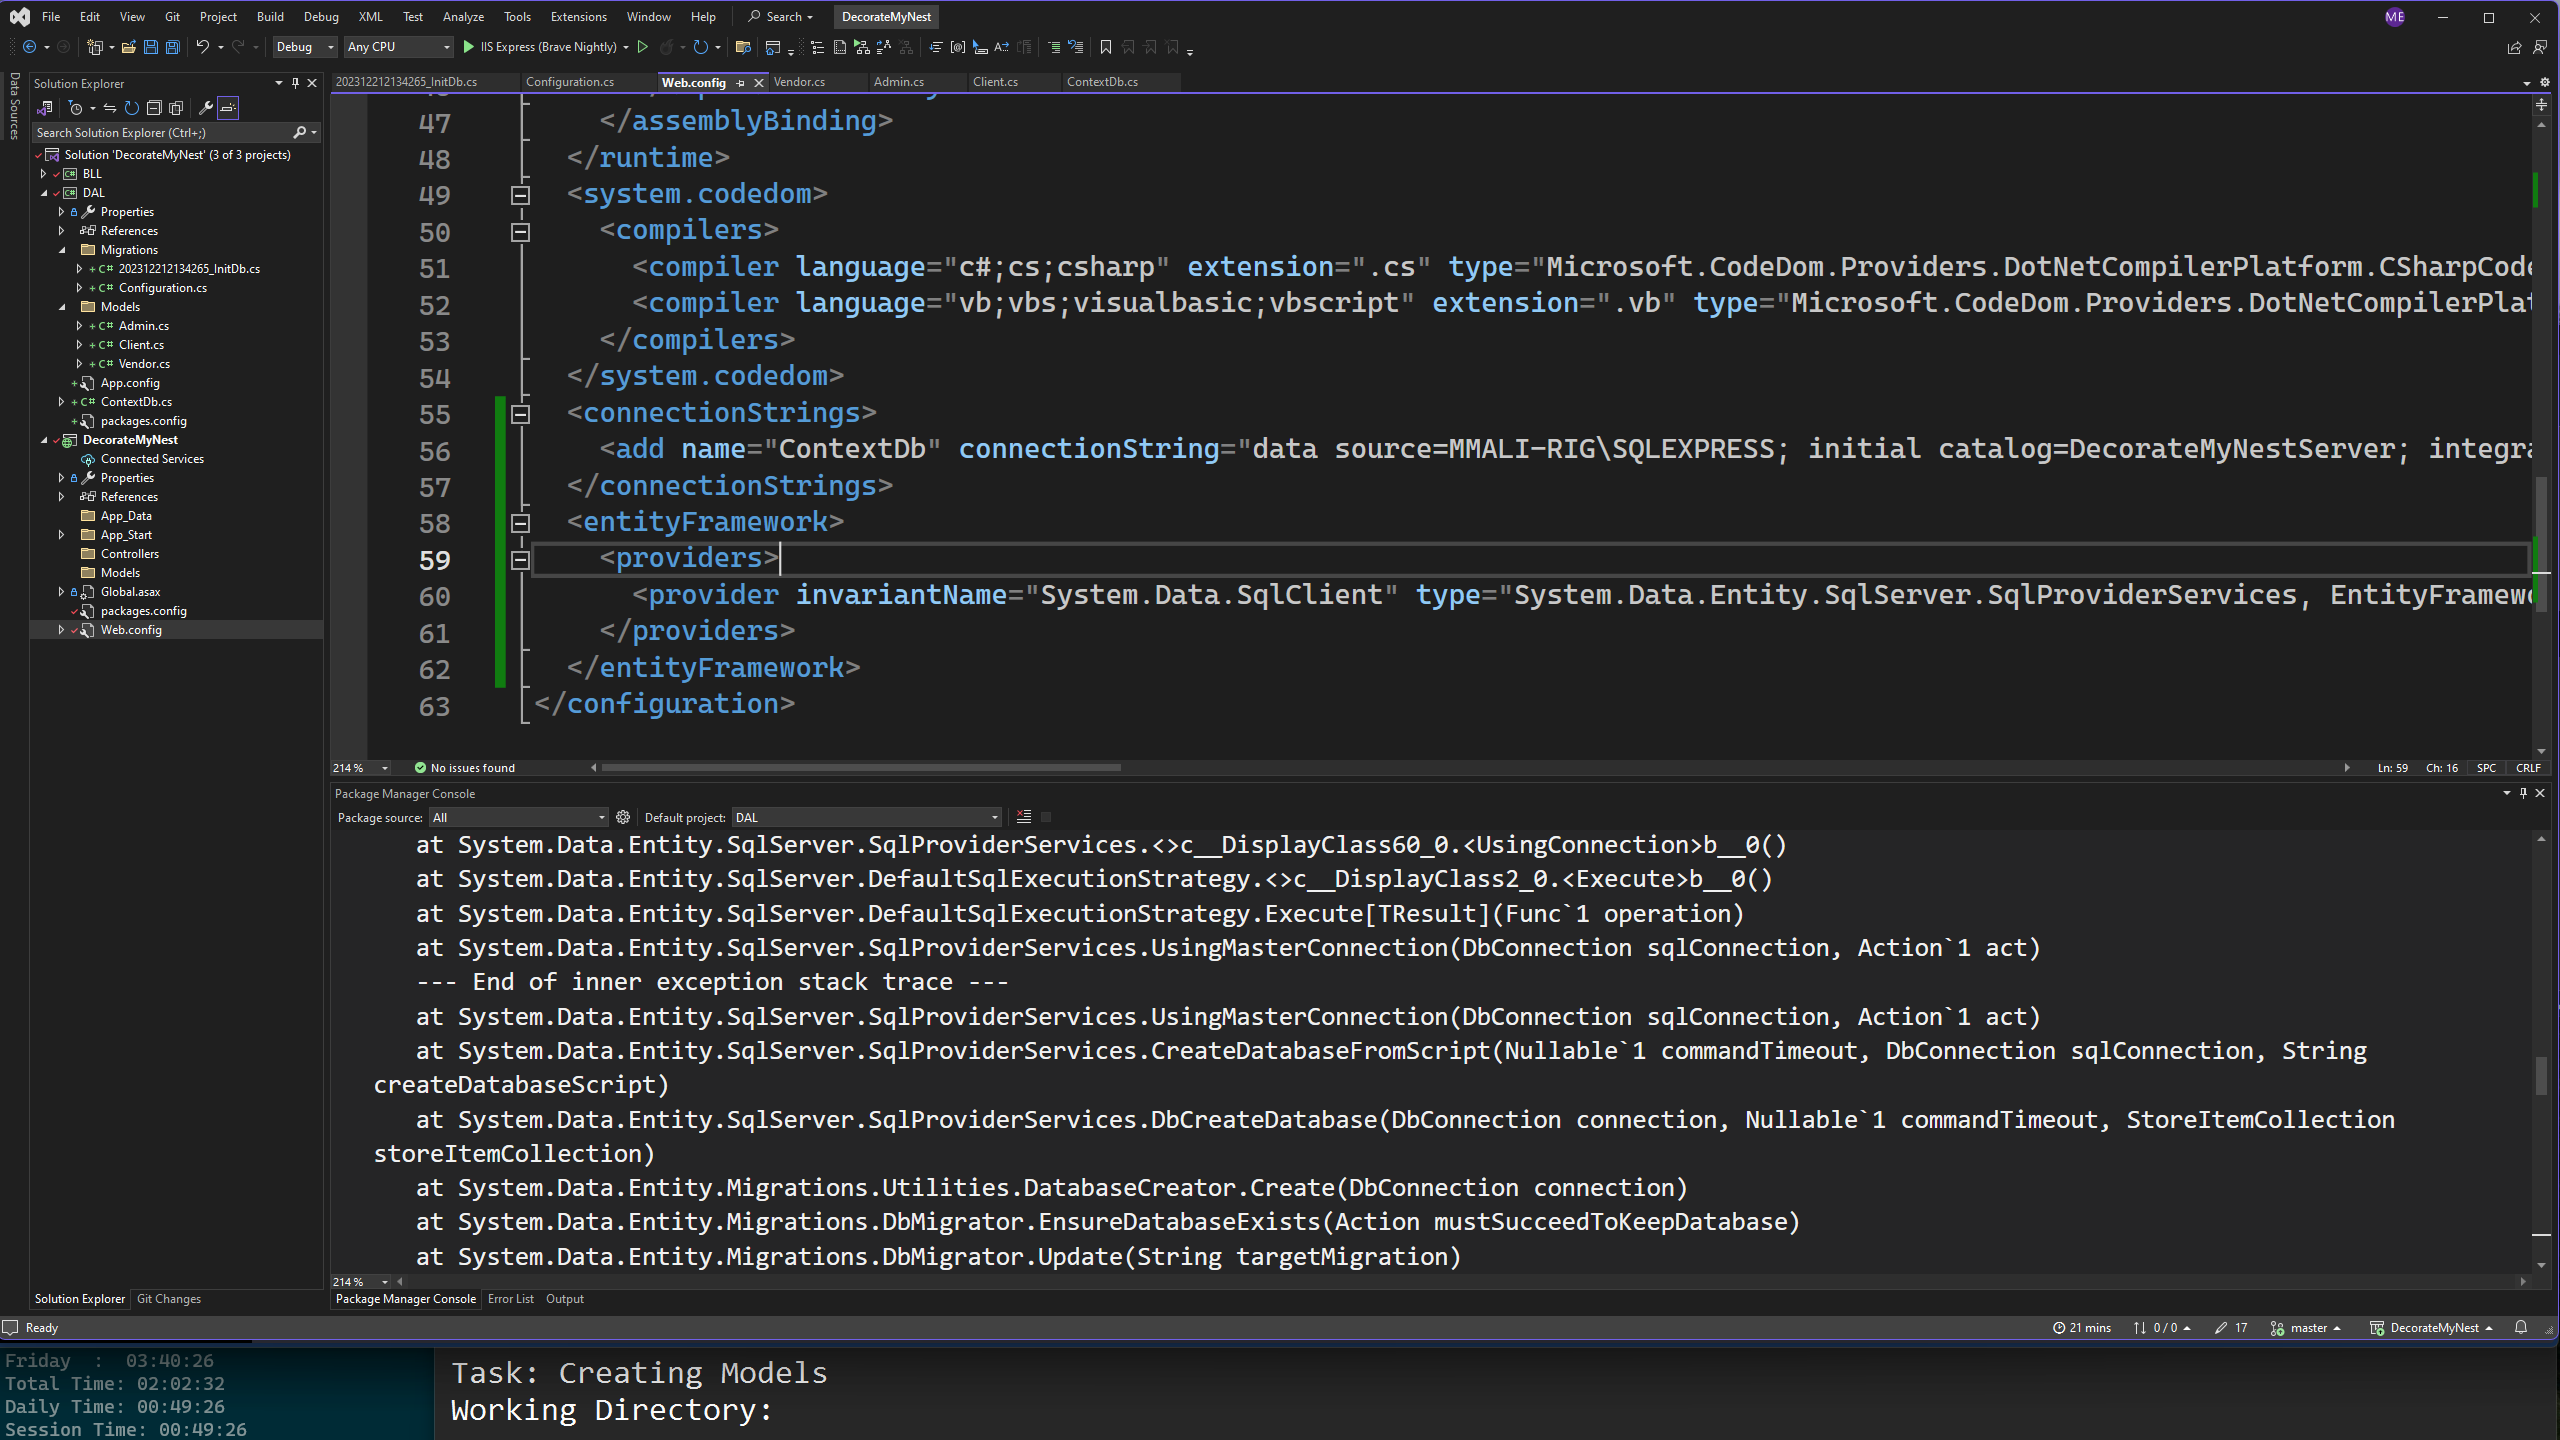 File Edit View Git Project Build Debug XML Test Analyze Tools Extensions Window Help Search DecorateMyNest ME
Debug Any CPU IIS Express (Brave Nightly)
Data Sources
Solution Explorer
Search Solution Explorer (Ctrl+;)
Solution 'DecorateMyNest' (3 of 3 projects)
BLL
DAL
Properties
References
Migrations
202312212134265_InitDb.cs
Configuration.cs
Models
Admin.cs
Client.cs
Vendor.cs
App.config
ContextDb.cs
packages.config
DecorateMyNest
Connected Services
Properties
References
App_Data
App_Start
Controllers
Models
Global.asax
packages.config
Web.config
Solution Explorer Git Changes
202312212134265_InitDb.cs Configuration.cs Web.config Vendor.cs Admin.cs Client.cs ContextDb.cs
47 </assemblyBinding>
48 </runtime>
49 <system.codedom>
50 <compilers>
51 <compiler language="c#;cs;csharp" extension=".cs" type="Microsoft.CodeDom.Providers.DotNetCompilerPlatform.CSharpCode
52 <compiler language="vb;vbs;visualbasic;vbscript" extension=".vb" type="Microsoft.CodeDom.Providers.DotNetCompilerPlat
53 </compilers>
54 </system.codedom>
55 <connectionStrings>
56 <add name="ContextDb" connectionString="data source=MMALI-RIG\SQLEXPRESS; initial catalog=DecorateMyNestServer; integra
57 </connectionStrings>
58 <entityFramework>
59 <providers>
60 <provider invariantName="System.Data.SqlClient" type="System.Data.Entity.SqlServer.SqlProviderServices, EntityFramewo
61 </providers>
62 </entityFramework>
63 </configuration>
214 % No issues found Ln: 59 Ch: 16 SPC CRLF
Package Manager Console
Package source: All Default project: DAL
at System.Data.Entity.SqlServer.SqlProviderServices.<>c__DisplayClass60_0.<UsingConnection>b__0()
at System.Data.Entity.SqlServer.DefaultSqlExecutionStrategy.<>c__DisplayClass2_0.<Execute>b__0()
at System.Data.Entity.SqlServer.DefaultSqlExecutionStrategy.Execute[TResult](Func`1 operation)
at System.Data.Entity.SqlServer.SqlProviderServices.UsingMasterConnection(DbConnection sqlConnection, Action`1 act)
--- End of inner exception stack trace ---
at System.Data.Entity.SqlServer.SqlProviderServices.UsingMasterConnection(DbConnection sqlConnection, Action`1 act)
at System.Data.Entity.SqlServer.SqlProviderServices.CreateDatabaseFromScript(Nullable`1 commandTimeout, DbConnection sqlConnection, String
createDatabaseScript)
at System.Data.Entity.SqlServer.SqlProviderServices.DbCreateDatabase(DbConnection connection, Nullable`1 commandTimeout, StoreItemCollection
storeItemCollection)
at System.Data.Entity.Migrations.Utilities.DatabaseCreator.Create(DbConnection connection)
at System.Data.Entity.Migrations.DbMigrator.EnsureDatabaseExists(Action mustSucceedToKeepDatabase)
at System.Data.Entity.Migrations.DbMigrator.Update(String targetMigration)
214 %
Package Manager Console Error List Output
Ready 21 mins 0 / 0 17 master DecorateMyNest
Friday : 03:40:26
Total Time: 02:02:32
Daily Time: 00:49:26
Session Time: 00:49:26
Task: Creating Models
Working Directory: